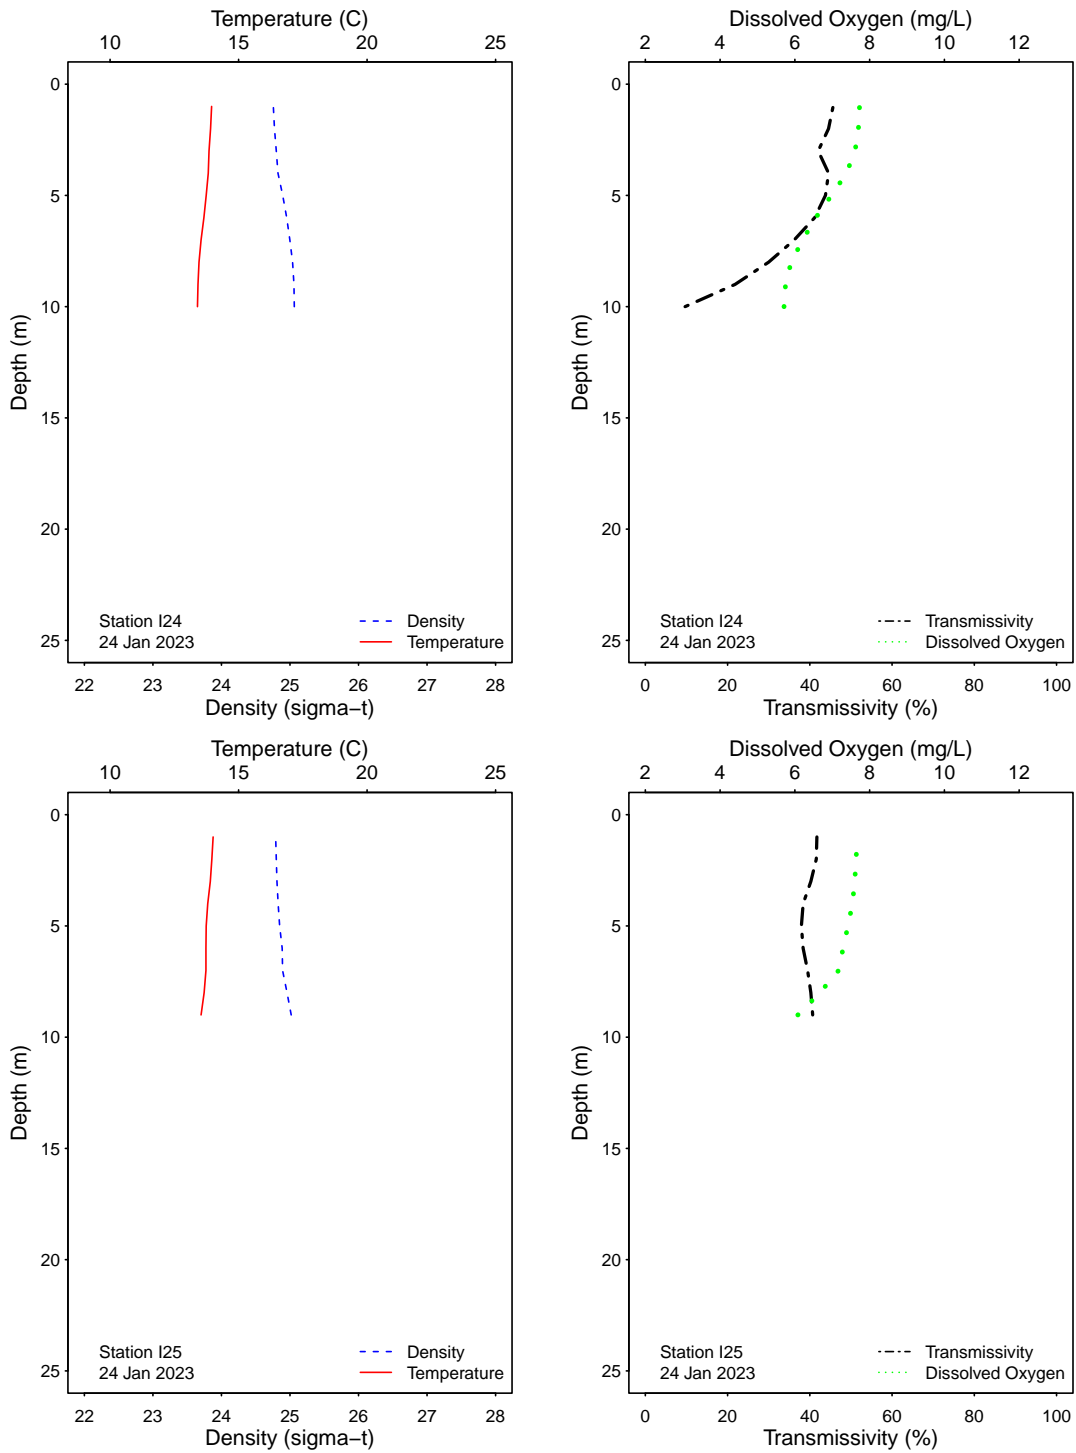 Temperature (C)
10 15 20 25
0
5
10
15
20
25
Depth (m)
Station I24
24 Jan 2023
Density
Temperature
22 23 24 25 26 27 28
Density (sigma−t)
Dissolved Oxygen (mg/L)
2 4 6 8 10 12
0
5
10
15
20
25
Depth (m)
Station I24
24 Jan 2023
Transmissivity
Dissolved Oxygen
0 20 40 60 80 100
Transmissivity (%)
Temperature (C)
10 15 20 25
0
5
10
15
20
25
Depth (m)
Station I25
24 Jan 2023
Density
Temperature
22 23 24 25 26 27 28
Density (sigma−t)
Dissolved Oxygen (mg/L)
2 4 6 8 10 12
0
5
10
15
20
25
Depth (m)
Station I25
24 Jan 2023
Transmissivity
Dissolved Oxygen
0 20 40 60 80 100
Transmissivity (%)